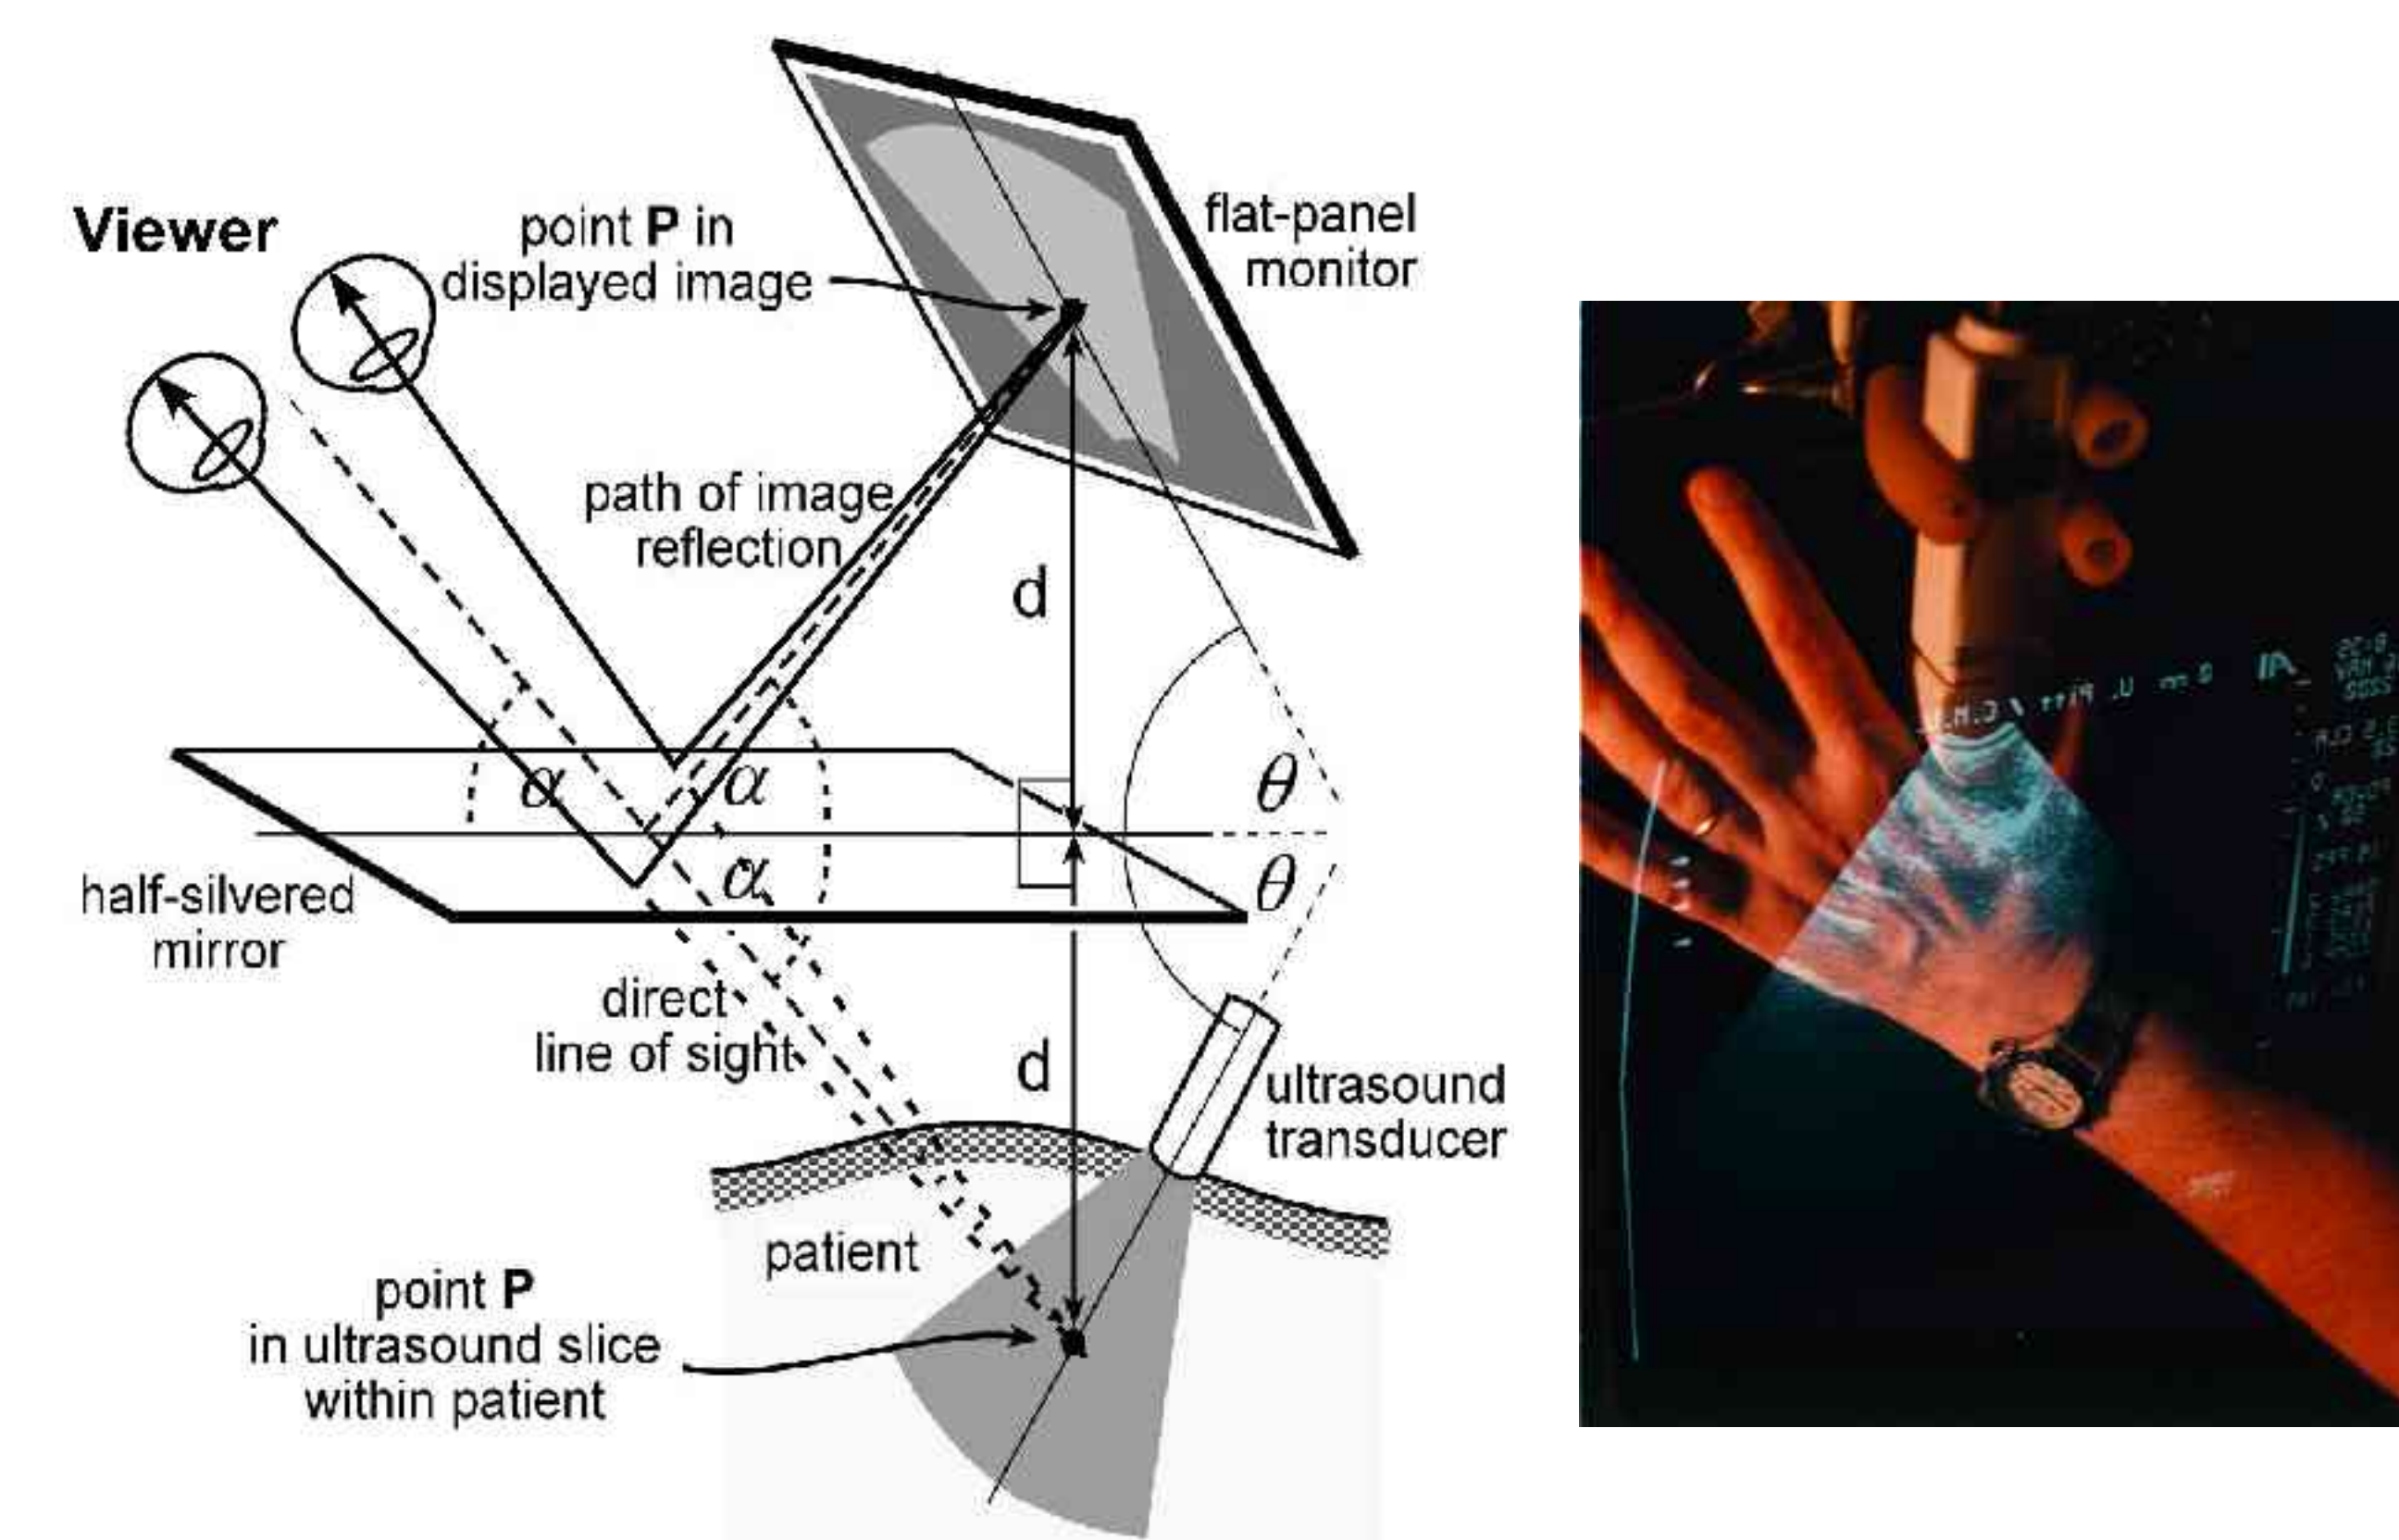 Viewer
point P in
displayed image
flat-panel
monitor
path of image
reflection
d
α
α
θ
α
θ
half-silvered
mirror
direct
line of sight
d
ultrasound
transducer
patient
point P
in ultrasound slice
within patient